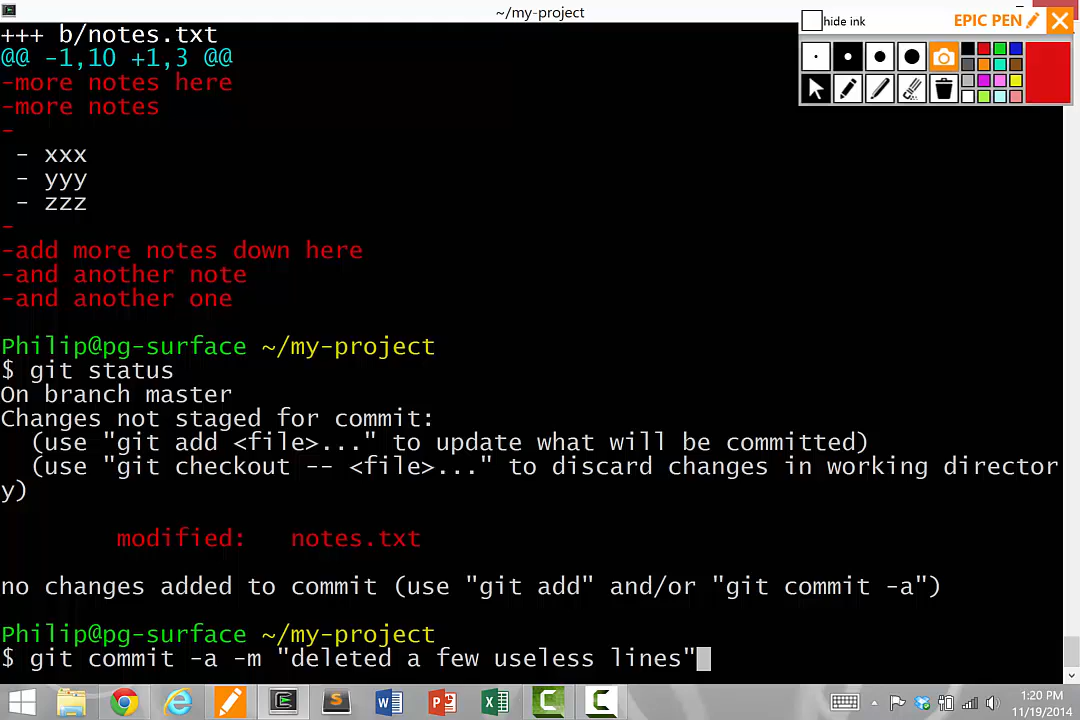 ~/my-project
hide ink
EPIC PEN
+++ b/notes.txt
@@ -1,10 +1,3 @@
-more notes here
-more notes
-
- xxx
- yyy
- zzz
-
-add more notes down here
-and another note
-and another one
Philip@pg-surface ~/my-project
$ git status
On branch master
Changes not staged for commit:
(use "git add <file>..." to update what will be committed)
(use "git checkout -- <file>..." to discard changes in working director
y)
modified: notes.txt
no changes added to commit (use "git add" and/or "git commit -a")
Philip@pg-surface ~/my-project
$ git commit -a -m "deleted a few useless lines"
1:20 PM
11/19/2014